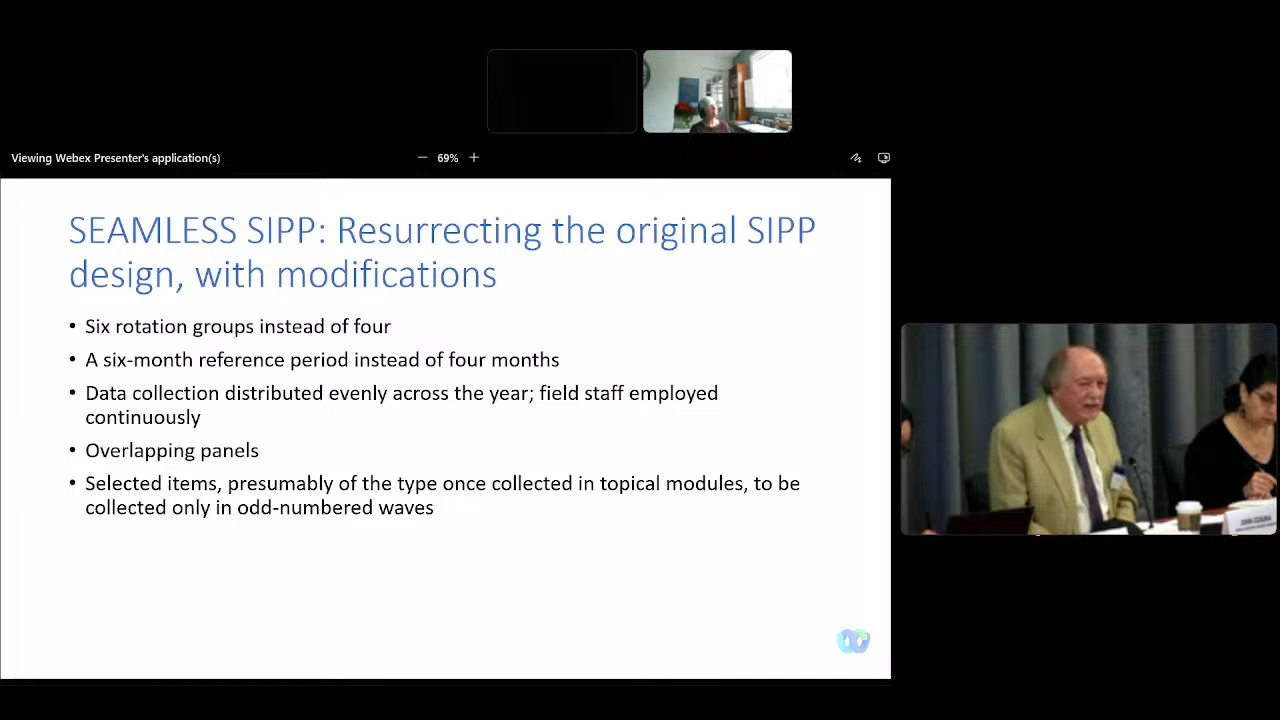 Viewing Webex Presenter's application(s)
69%
SEAMLESS SIPP: Resurrecting the original SIPP
design, with modifications
• Six rotation groups instead of four
• A six-month reference period instead of four months
• Data collection distributed evenly across the year; field staff employed
continuously
• Overlapping panels
• Selected items, presumably of the type once collected in topical modules, to be
collected only in odd-numbered waves